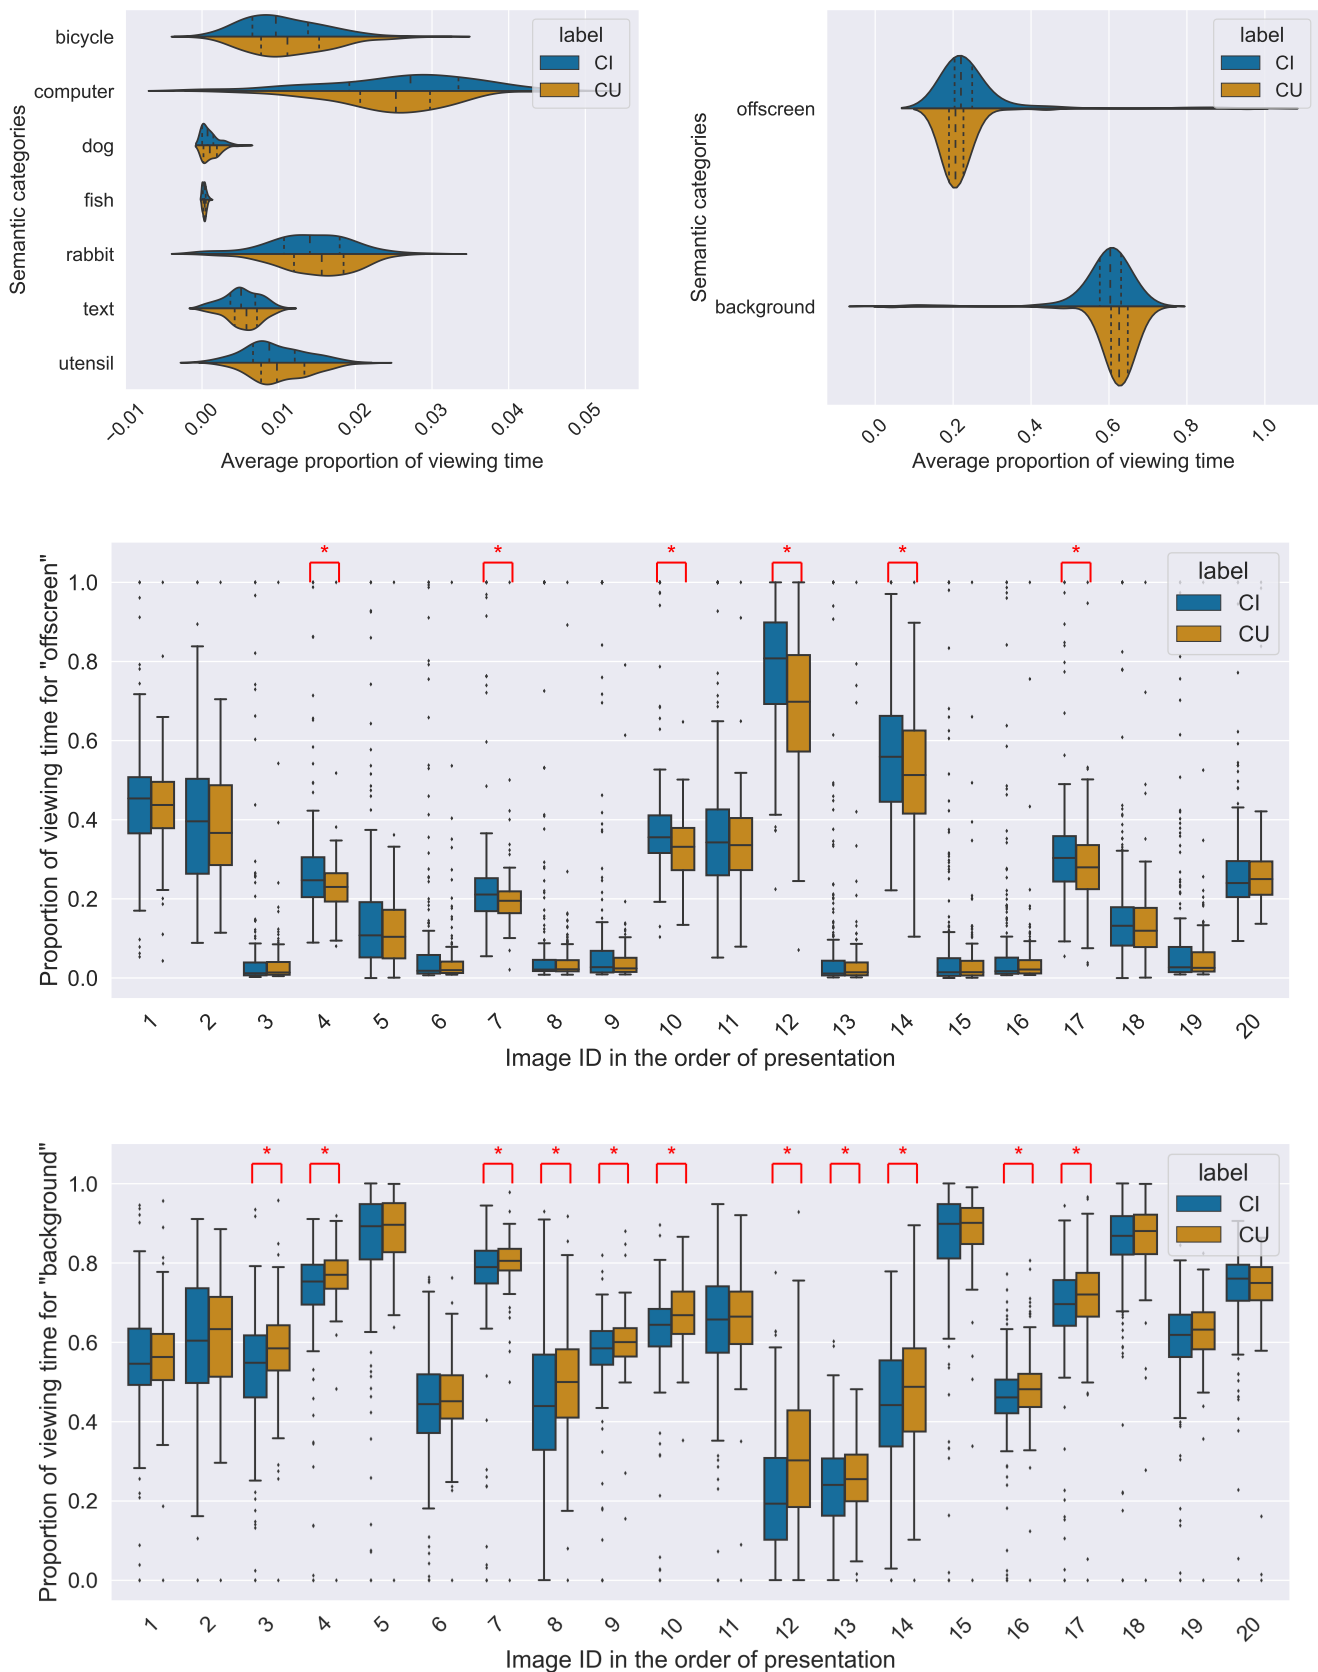 bicycle
computer
dog
fish
rabbit
text
utensil
Semantic categories
−0.01
0.00
0.01
0.02
0.03
0.04
0.05
Average proportion of viewing time
label
CI
CU
offscreen
background
Semantic categories
0.0
0.2
0.4
0.6
0.8
1.0
Average proportion of viewing time
label
CI
CU
Proportion of viewing time for "offscreen"
1.0
0.8
0.6
0.4
0.2
0.0
* * * * * *
label
CI
CU
1 2 3 4 5 6 7 8 9 10 11 12 13 14 15 16 17 18 19 20
Image ID in the order of presentation
Proportion of viewing time for "background"
1.0
0.8
0.6
0.4
0.2
0.0
* * * * * * * * * * *
label
CI
CU
1 2 3 4 5 6 7 8 9 10 11 12 13 14 15 16 17 18 19 20
Image ID in the order of presentation